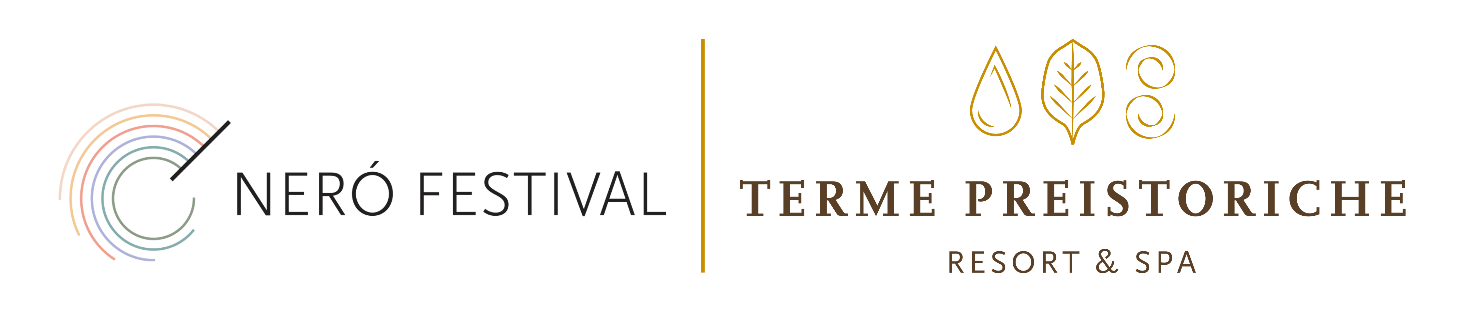 NERÓ FESTIVAL
TERME PREISTORICHE
RESORT & SPA